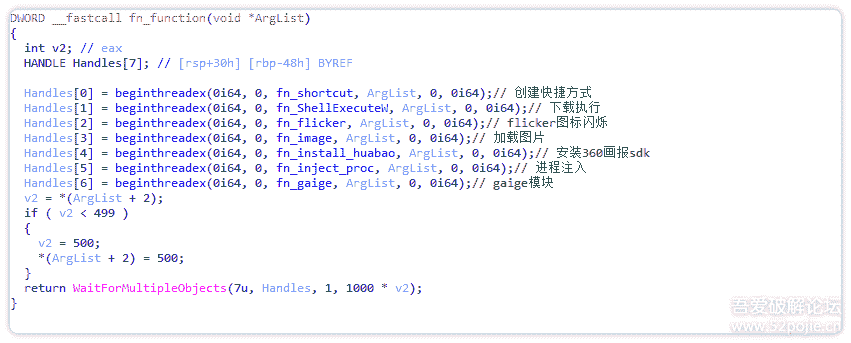 DWORD __fastcall fn_function(void *ArgList)
{
  int v2; // eax
  HANDLE Handles[7]; // [rsp+30h] [rbp-48h] BYREF

  Handles[0] = beginthreadex(0i64, 0, fn_shortcut, ArgList, 0, 0i64);// 创建快捷方式
  Handles[1] = beginthreadex(0i64, 0, fn_ShellExecuteW, ArgList, 0, 0i64);// 下载执行
  Handles[2] = beginthreadex(0i64, 0, fn_flicker, ArgList, 0, 0i64);// flicker图标闪烁
  Handles[3] = beginthreadex(0i64, 0, fn_image, ArgList, 0, 0i64);// 加载图片
  Handles[4] = beginthreadex(0i64, 0, fn_install_huabao, ArgList, 0, 0i64);// 安装360画报sdk
  Handles[5] = beginthreadex(0i64, 0, fn_inject_proc, ArgList, 0, 0i64);// 进程注入
  Handles[6] = beginthreadex(0i64, 0, fn_gaige, ArgList, 0, 0i64);// gaige模块
  v2 = *(ArgList + 2);
  if ( v2 < 499 )
  {
    v2 = 500;
    *(ArgList + 2) = 500;
  }
  return WaitForMultipleObjects(7u, Handles, 1, 1000 * v2);
}
吾爱破解论坛
www.52pojie.cn